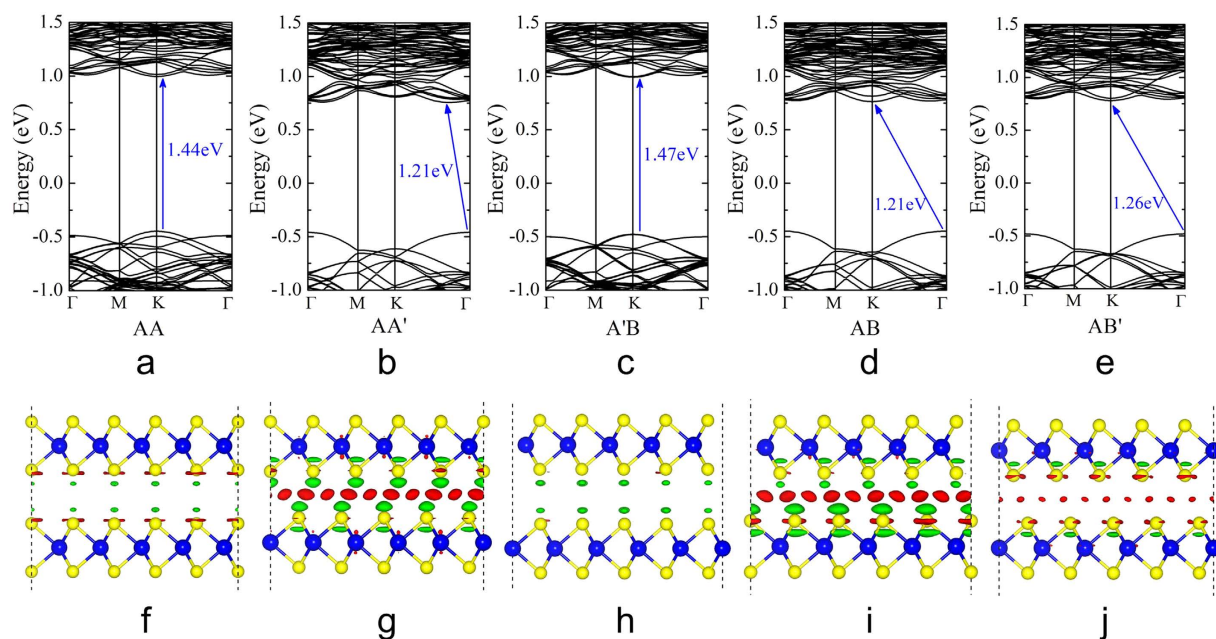 1.5
1.0
0.5
0.0
-0.5
-1.0
Energy (eV)
1.44eV
Γ M K Γ
AA
a
1.5
1.0
0.5
0.0
-0.5
-1.0
Energy (eV)
1.21eV
Γ M K Γ
AA'
b
1.5
1.0
0.5
0.0
-0.5
-1.0
Energy (eV)
1.47eV
Γ M K Γ
A'B
c
1.5
1.0
0.5
0.0
-0.5
-1.0
Energy (eV)
1.21eV
Γ M K Γ
AB
d
1.5
1.0
0.5
0.0
-0.5
-1.0
Energy (eV)
1.26eV
Γ M K Γ
AB'
e
f g h i j